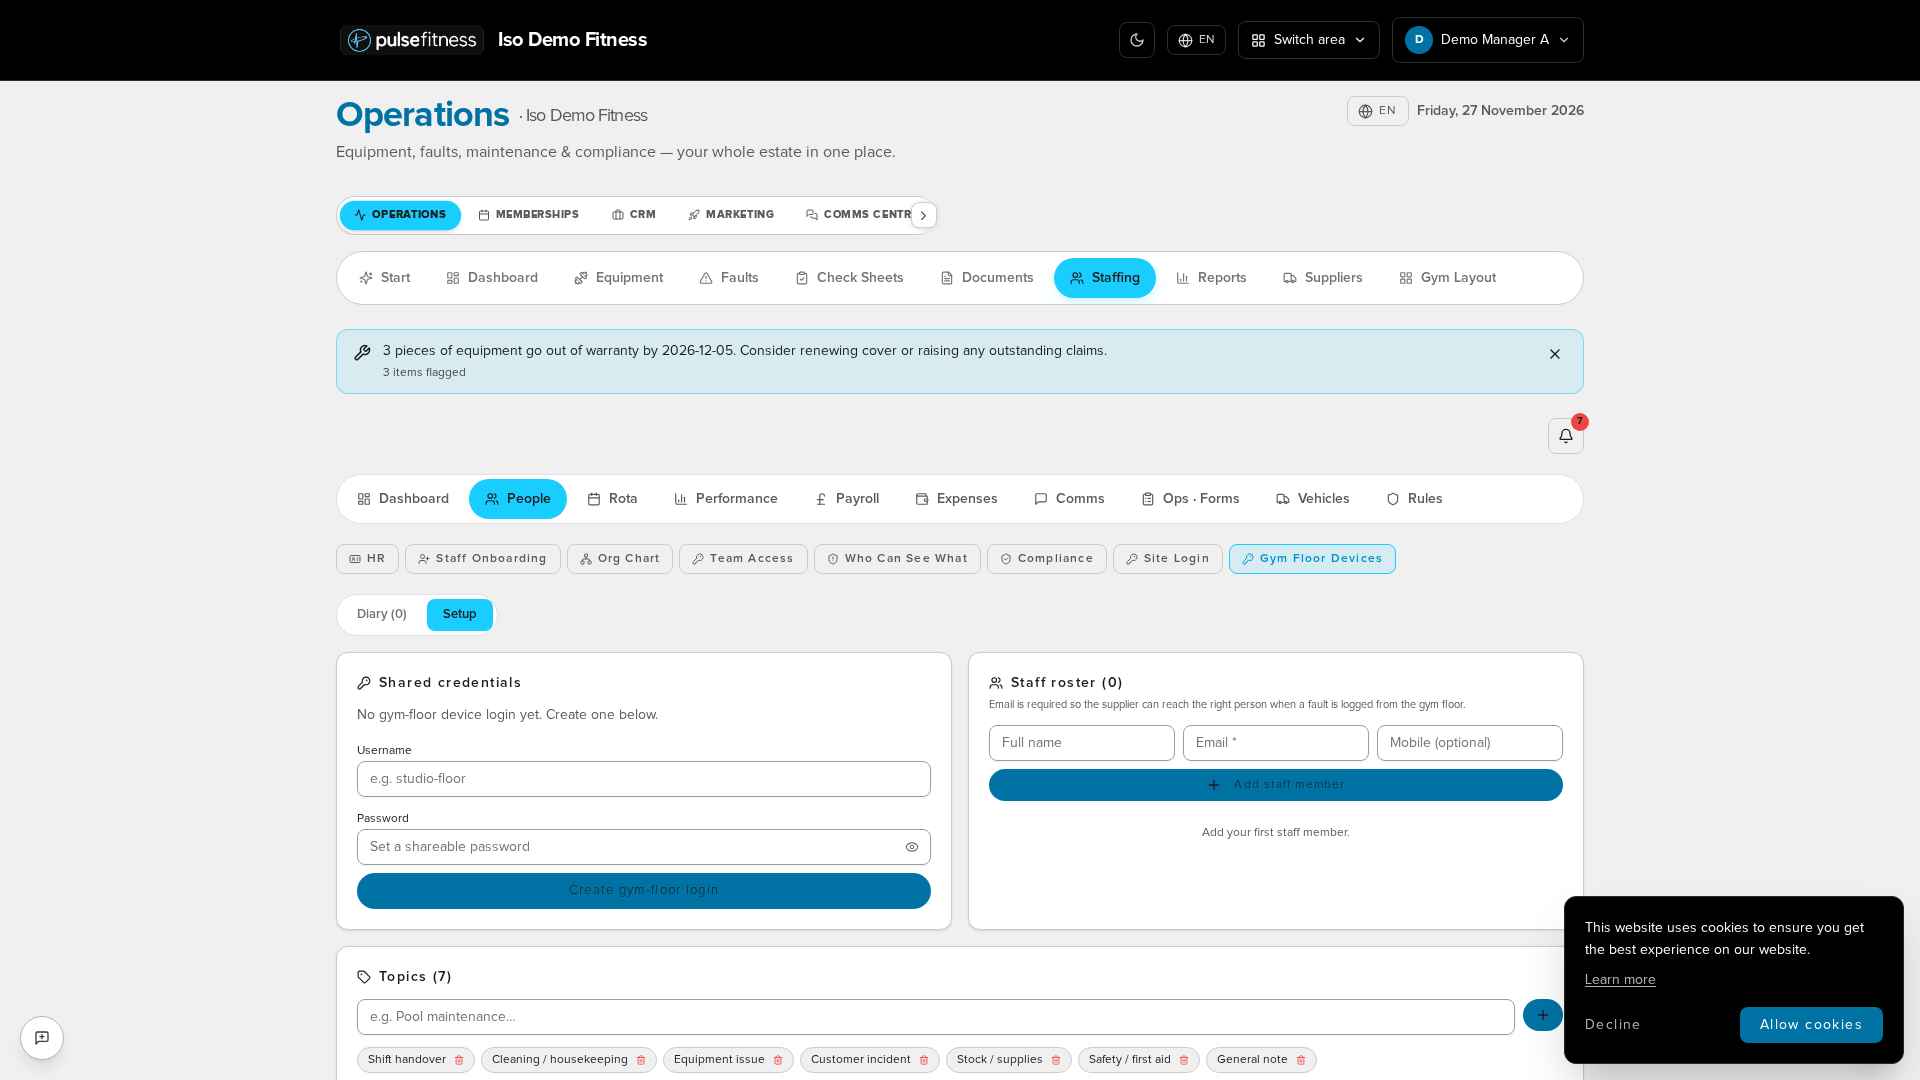 pulsefitness Iso Demo Fitness EN Switch area D Demo Manager A
Operations · Iso Demo Fitness EN Friday, 27 November 2026
Equipment, faults, maintenance & compliance — your whole estate in one place.
OPERATIONS MEMBERSHIPS CRM MARKETING COMMS CENTR
Start Dashboard Equipment Faults Check Sheets Documents Staffing Reports Suppliers Gym Layout
3 pieces of equipment go out of warranty by 2026-12-05. Consider renewing cover or raising any outstanding claims.
3 items flagged
7
Dashboard People Rota Performance Payroll Expenses Comms Ops · Forms Vehicles Rules
HR Staff Onboarding Org Chart Team Access Who Can See What Compliance Site Login Gym Floor Devices
Diary (0) Setup
Shared credentials
No gym-floor device login yet. Create one below.
Username
e.g. studio-floor
Password
Set a shareable password
Create gym-floor login
Staff roster (0)
Email is required so the supplier can reach the right person when a fault is logged from the gym floor.
Full name Email * Mobile (optional)
Add staff member
Add your first staff member.
Topics (7)
e.g. Pool maintenance...
Shift handover Cleaning / housekeeping Equipment issue Customer incident Stock / supplies Safety / first aid General note
This website uses cookies to ensure you get
the best experience on our website.
Learn more
Decline Allow cookies